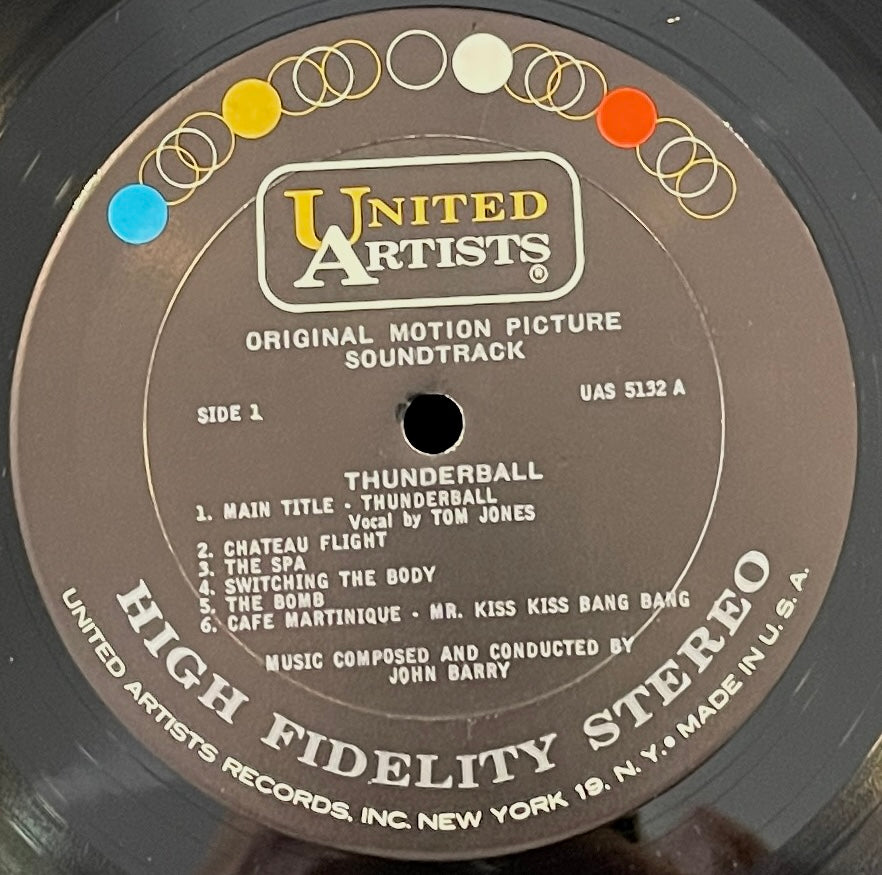 UNITED
ARTISTS®
ORIGINAL MOTION PICTURE
SOUNDTRACK
SIDE 1
UAS 5132 A
THUNDERBALL
1. MAIN TITLE - THUNDERBALL
Vocal by TOM JONES
2. CHATEAU FLIGHT
3. THE SPA
4. SWITCHING THE BODY
5. THE BOMB
6. CAFE MARTINIQUE - MR. KISS KISS BANG BANG
MUSIC COMPOSED AND CONDUCTED BY
JOHN BARRY
HIGH FIDELITY STEREO
UNITED ARTISTS RECORDS, INC. NEW YORK 19, N.Y. • MADE IN U.S.A.